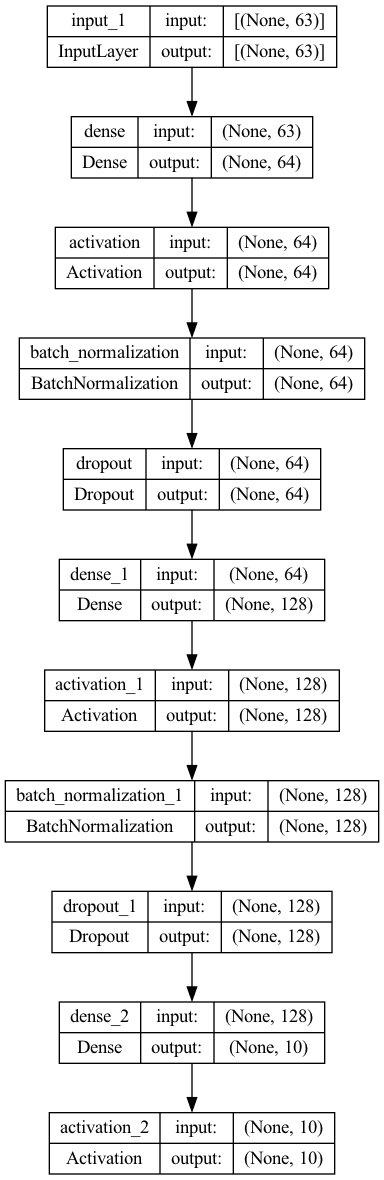 input_1 input: [(None, 63)]
InputLayer output: [(None, 63)]
dense input: (None, 63)
Dense output: (None, 64)
activation input: (None, 64)
Activation output: (None, 64)
batch_normalization input: (None, 64)
BatchNormalization output: (None, 64)
dropout input: (None, 64)
Dropout output: (None, 64)
dense_1 input: (None, 64)
Dense output: (None, 128)
activation_1 input: (None, 128)
Activation output: (None, 128)
batch_normalization_1 input: (None, 128)
BatchNormalization output: (None, 128)
dropout_1 input: (None, 128)
Dropout output: (None, 128)
dense_2 input: (None, 128)
Dense output: (None, 10)
activation_2 input: (None, 10)
Activation output: (None, 10)